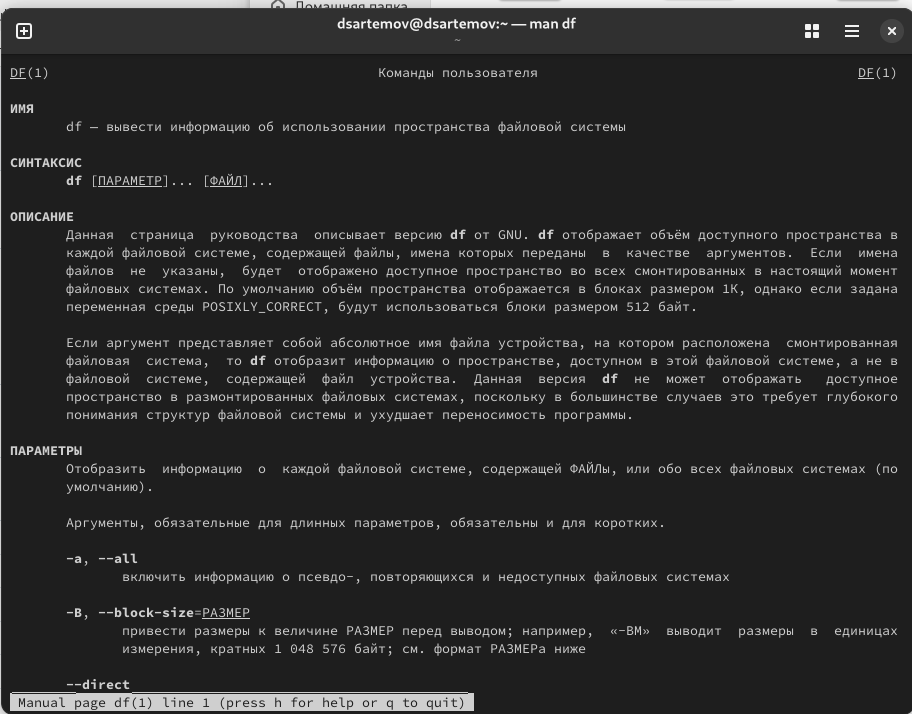 Домашняя папка
dsartemov@dsartemov:~ — man df
~
DF(1) Команды пользователя DF(1)
ИМЯ
df — вывести информацию об использовании пространства файловой системы
СИНТАКСИС
df [ПАРАМЕТР]... [ФАЙЛ]...
ОПИСАНИЕ
Данная страница руководства описывает версию df от GNU. df отображает объём доступного пространства в
каждой файловой системе, содержащей файлы, имена которых переданы в качестве аргументов. Если имена
файлов не указаны, будет отображено доступное пространство во всех смонтированных в настоящий момент
файловых системах. По умолчанию объём пространства отображается в блоках размером 1K, однако если задана
переменная среды POSIXLY_CORRECT, будут использоваться блоки размером 512 байт.
Если аргумент представляет собой абсолютное имя файла устройства, на котором расположена смонтированная
файловая система, то df отобразит информацию о пространстве, доступном в этой файловой системе, а не в
файловой системе, содержащей файл устройства. Данная версия df не может отображать доступное
пространство в размонтированных файловых системах, поскольку в большинстве случаев это требует глубокого
понимания структур файловой системы и ухудшает переносимость программы.
ПАРАМЕТРЫ
Отобразить информацию о каждой файловой системе, содержащей ФАЙЛы, или обо всех файловых системах (по
умолчанию).
Аргументы, обязательные для длинных параметров, обязательны и для коротких.
-a, --all
включить информацию о псевдо-, повторяющихся и недоступных файловых системах
-B, --block-size=РАЗМЕР
привести размеры к величине РАЗМЕР перед выводом; например, «-BM» выводит размеры в единицах
измерения, кратных 1 048 576 байт; см. формат РАЗМЕРа ниже
--direct
Manual page df(1) line 1 (press h for help or q to quit)